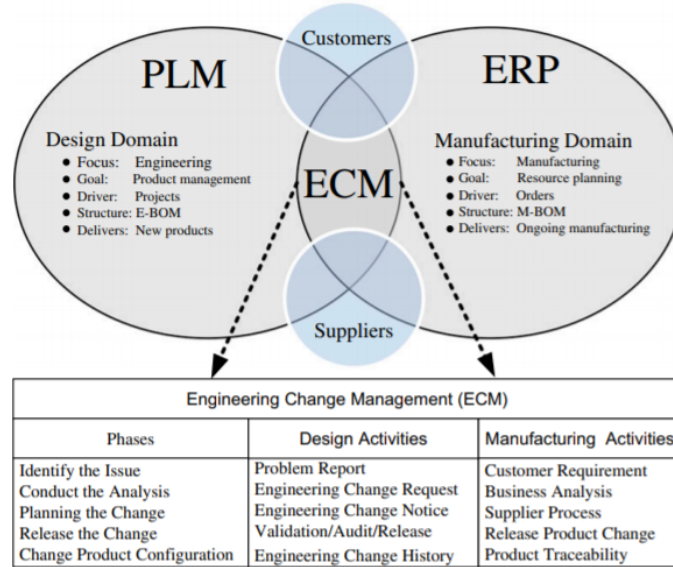 Customers
PLM
ERP
Design Domain
● Focus: Engineering
● Goal: Product management
● Driver: Projects
● Structure: E-BOM
● Delivers: New products
ECM
Manufacturing Domain
● Focus: Manufacturing
● Goal: Resource planning
● Driver: Orders
● Structure: M-BOM
● Delivers: Ongoing manufacturing
Suppliers
Engineering Change Management (ECM)
Phases Design Activities Manufacturing Activities
Identify the Issue Problem Report Customer Requirement
Conduct the Analysis Engineering Change Request Business Analysis
Planning the Change Engineering Change Notice Supplier Process
Release the Change Validation/Audit/Release Release Product Change
Change Product Configuration Engineering Change History Product Traceability